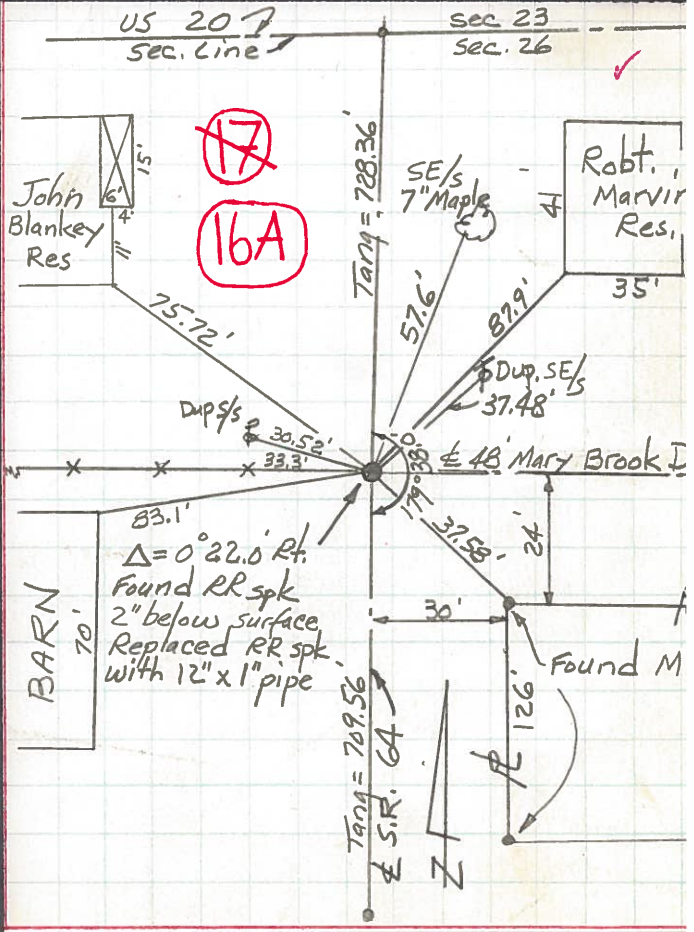 US 20
sec. Line
sec 23
sec. 26
17
16A
John
Blankey
Res
15'
6'
4'
Tang = 728.36'
SE/s
7" Maple
Robt.
Marvin
Res.
41
35'
75.72'
57.6'
87.9'
Dup. SE/s
37.48'
Dup S/s
30.52'
33.3'
179°38.0'
℄ 48' Mary Brook D
83.1'
37.58'
24'
Δ = 0°22.0' Rt.
Found RR spk
2" below surface
Replaced RR spk
with 12" x 1" pipe
BARN
70'
30'
Found M
126'
PL
Tang = 709.56'
℄ S.R. 64
N